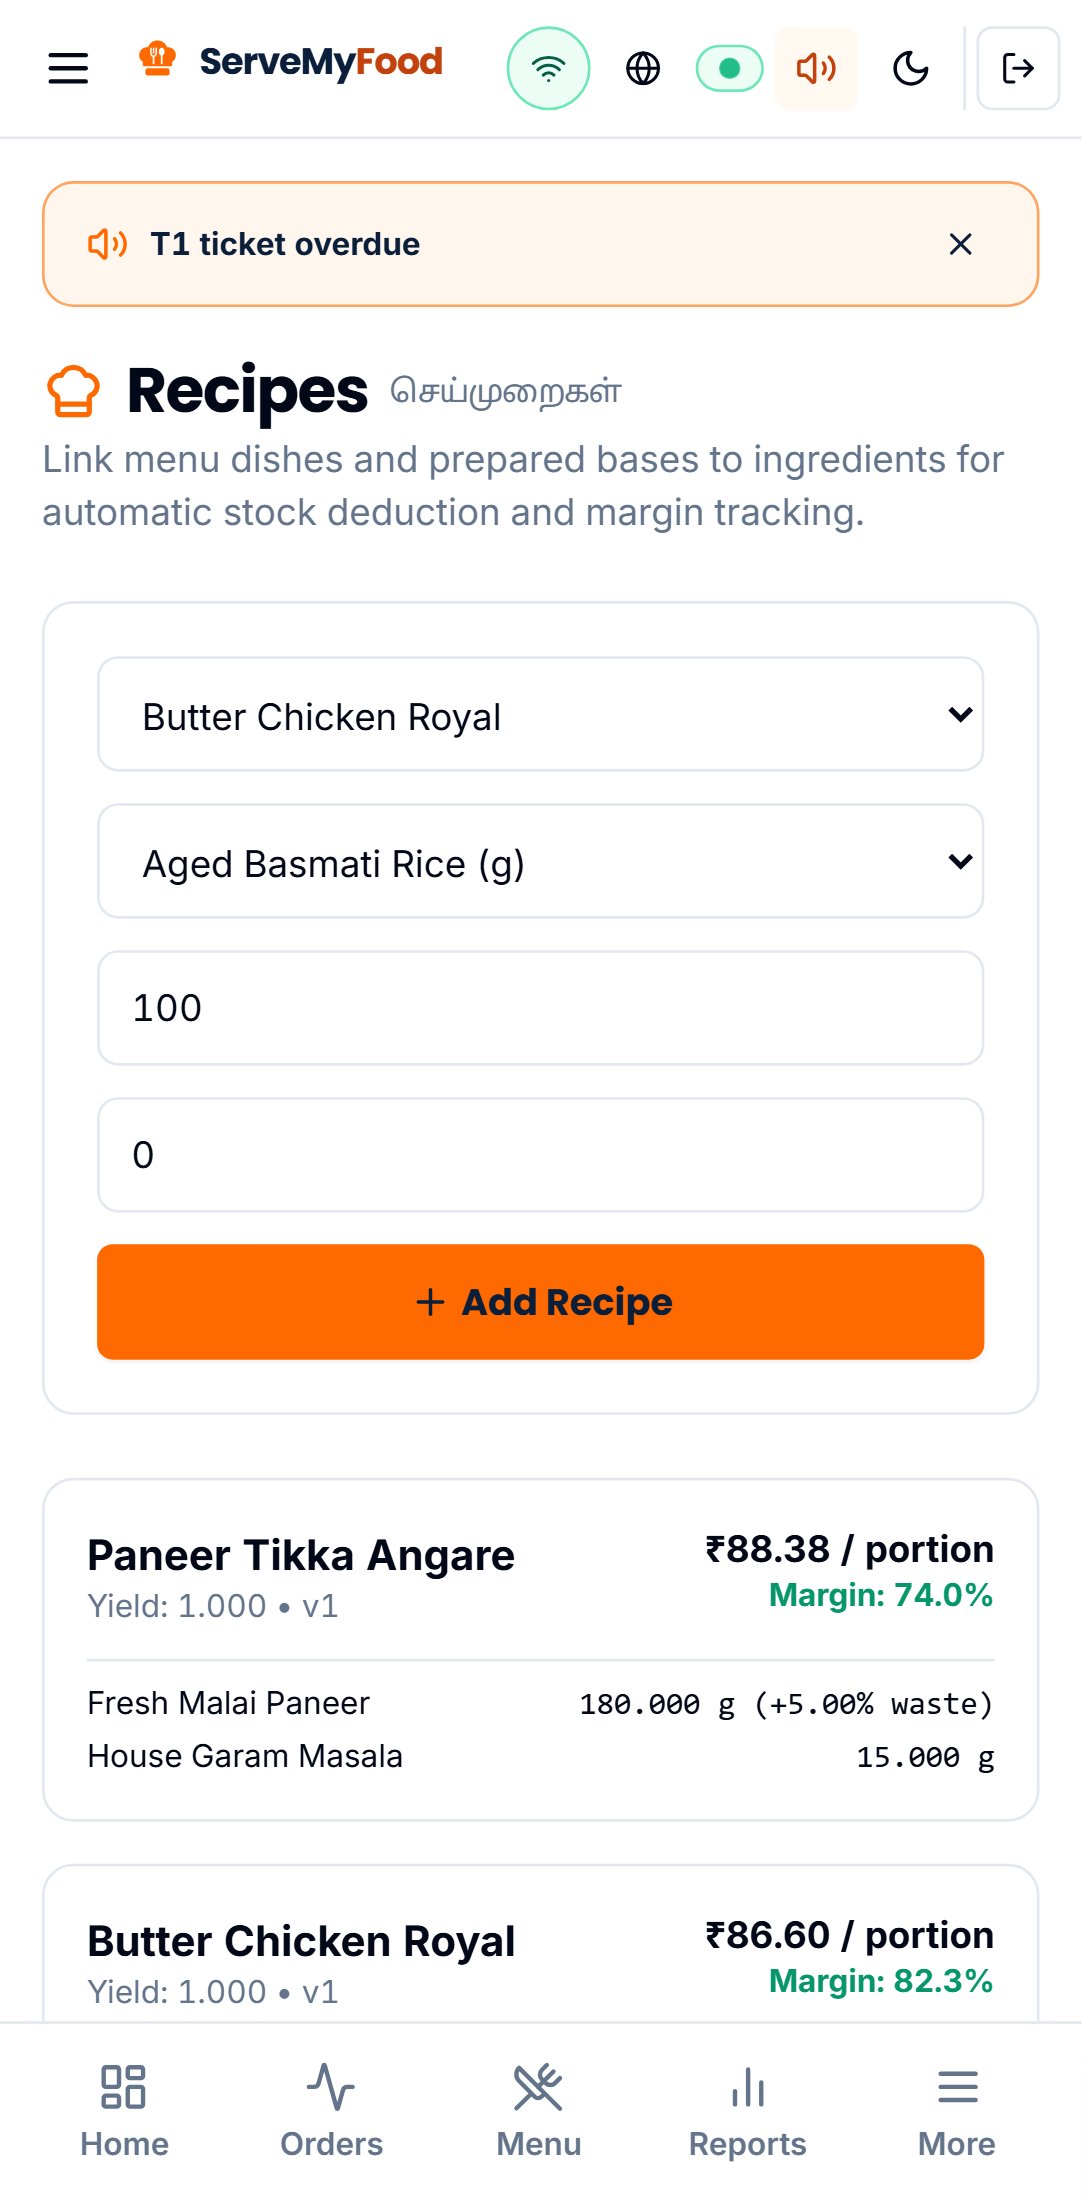 ServeMyFood
T1 ticket overdue
Recipes செய்முறைகள்
Link menu dishes and prepared bases to ingredients for
automatic stock deduction and margin tracking.
Butter Chicken Royal
Aged Basmati Rice (g)
100
0
+ Add Recipe
Paneer Tikka Angare ₹88.38 / portion
Yield: 1.000 • v1 Margin: 74.0%
Fresh Malai Paneer 180.000 g (+5.00% waste)
House Garam Masala 15.000 g
Butter Chicken Royal ₹86.60 / portion
Yield: 1.000 • v1 Margin: 82.3%
Home Orders Menu Reports More